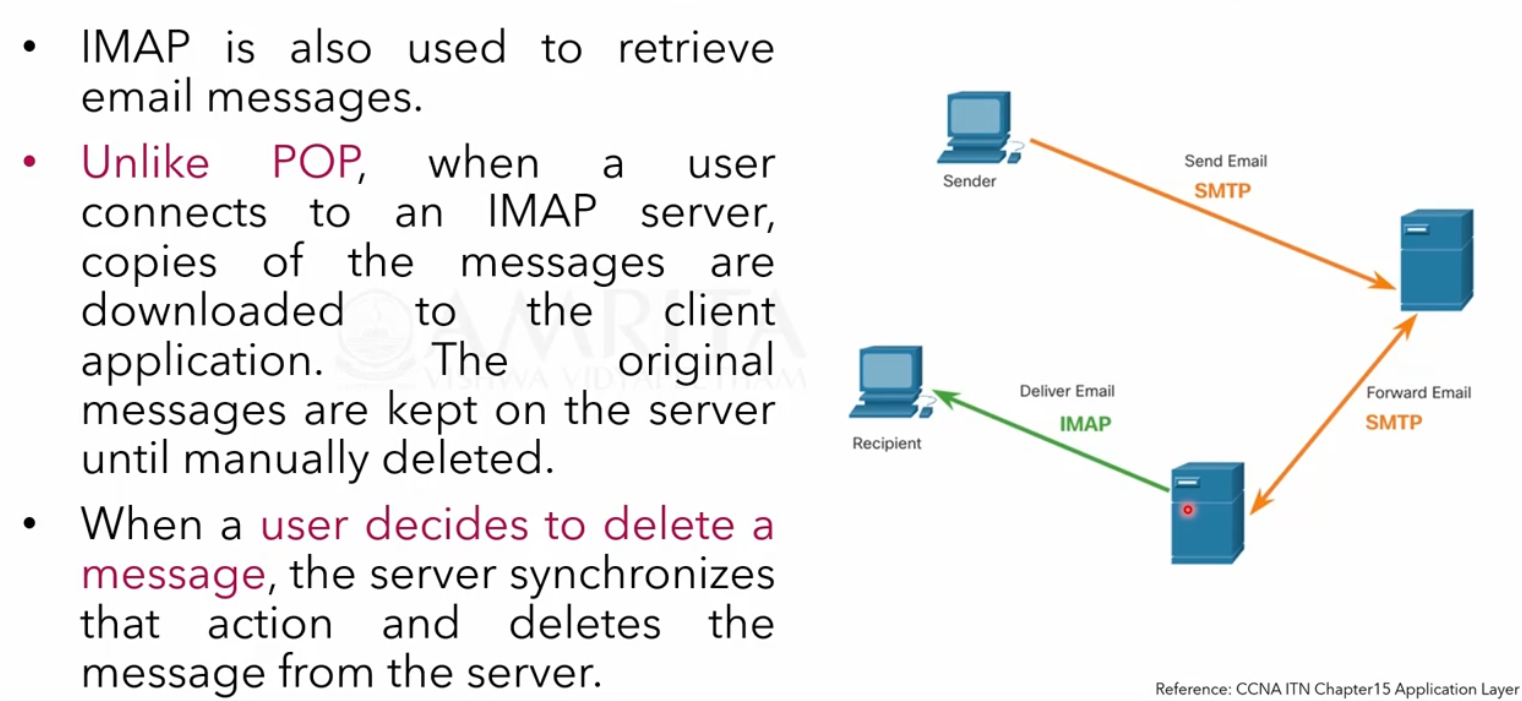 • IMAP is also used to retrieve
email messages.
• Unlike POP, when a user
connects to an IMAP server,
copies of the messages are
downloaded to the client
application. The original
messages are kept on the server
until manually deleted.
• When a user decides to delete a
message, the server synchronizes
that action and deletes the
message from the server.
AMRITA
VISHWA VIDYAPEETHAM
Sender
Send Email
SMTP
Deliver Email
IMAP
Recipient
Forward Email
SMTP
Reference: CCNA ITN Chapter15 Application Layer